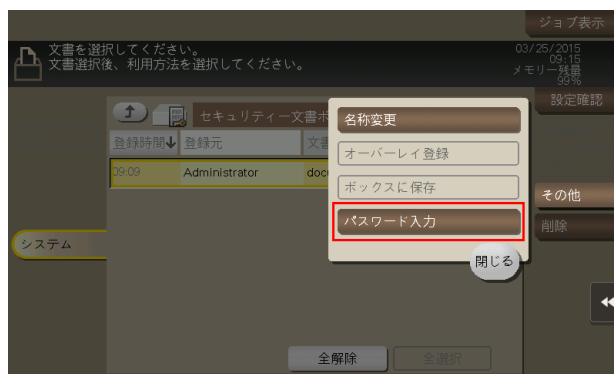 ジョブ表示
文書を選択してください。
文書選択後、利用方法を選択してください。
03/25/2015
09:15
メモリー残量
99%
設定確認
セキュリティー文書ボ
登録時間
登録元
文書
09:09
Administrator
docu
名称変更
オーバーレイ登録
ボックスに保存
パスワード入力
閉じる
その他
削除
システム
全解除
全選択